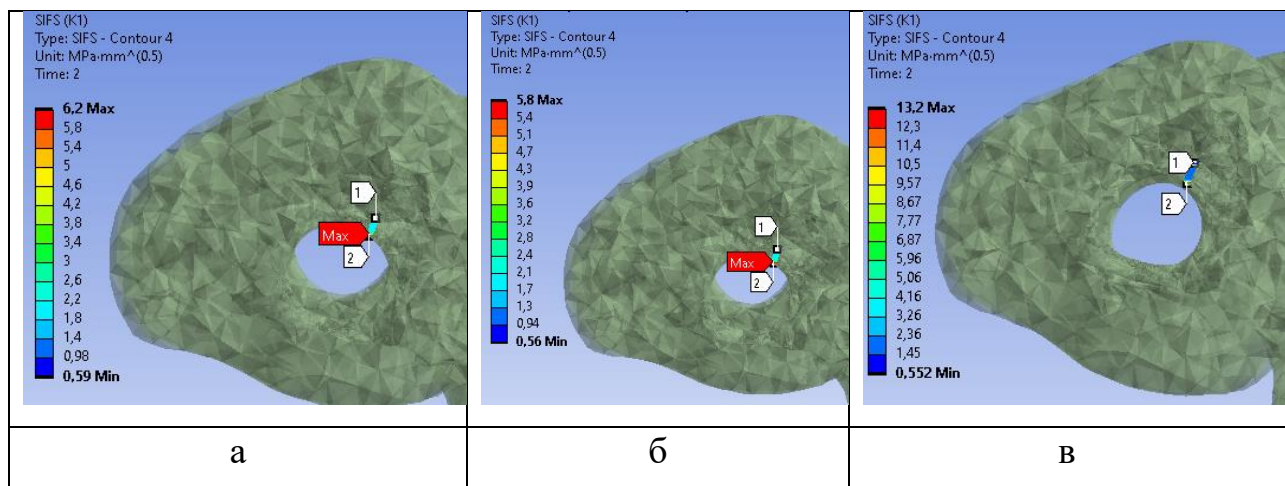 SIFS (K1)
Type: SIFS - Contour 4
Unit: MPa·mm^(0.5)
Time: 2
6,2 Max
5,8
5,4
5
4,6
4,2
3,8
3,4
3
2,6
2,2
1,8
1,4
0,98
0,59 Min
1
Max
2
а
SIFS (K1)
Type: SIFS - Contour 4
Unit: MPa·mm^(0.5)
Time: 2
5,8 Max
5,4
5,1
4,7
4,3
3,9
3,6
3,2
2,8
2,4
2,1
1,7
1,3
0,94
0,56 Min
1
Max
2
б
SIFS (K1)
Type: SIFS - Contour 4
Unit: MPa·mm^(0.5)
Time: 2
13,2 Max
12,3
11,4
10,5
9,57
8,67
7,77
6,87
5,96
5,06
4,16
3,26
2,36
1,45
0,552 Min
1
2
в